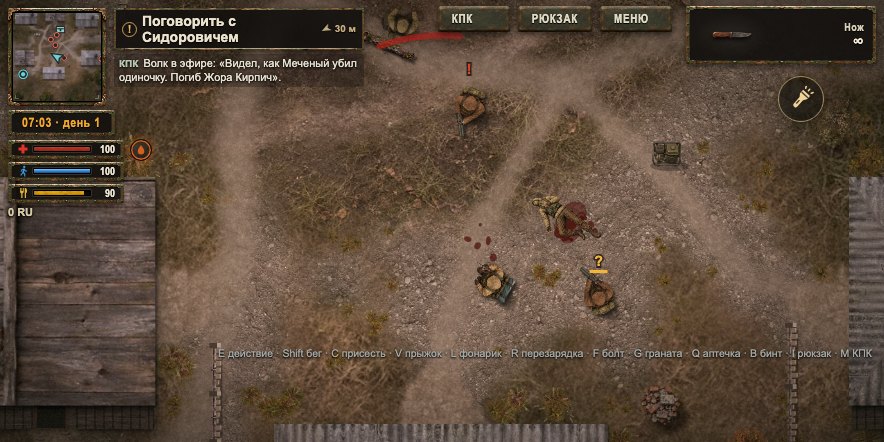 Поговорить с
Сидоровичем
30 м
КПК Волк в эфире: «Видел, как Меченый убил
одиночку. Погиб Жора Кирпич».
КПК
РЮКЗАК
МЕНЮ
Нож
∞
07:03 · день 1
100
100
90
0 RU
!
?
E действие · Shift бег · C присесть · V прыжок · L фонарик · R перезарядка · F болт · G граната · Q аптечка · B бинт · I рюкзак · M КПК